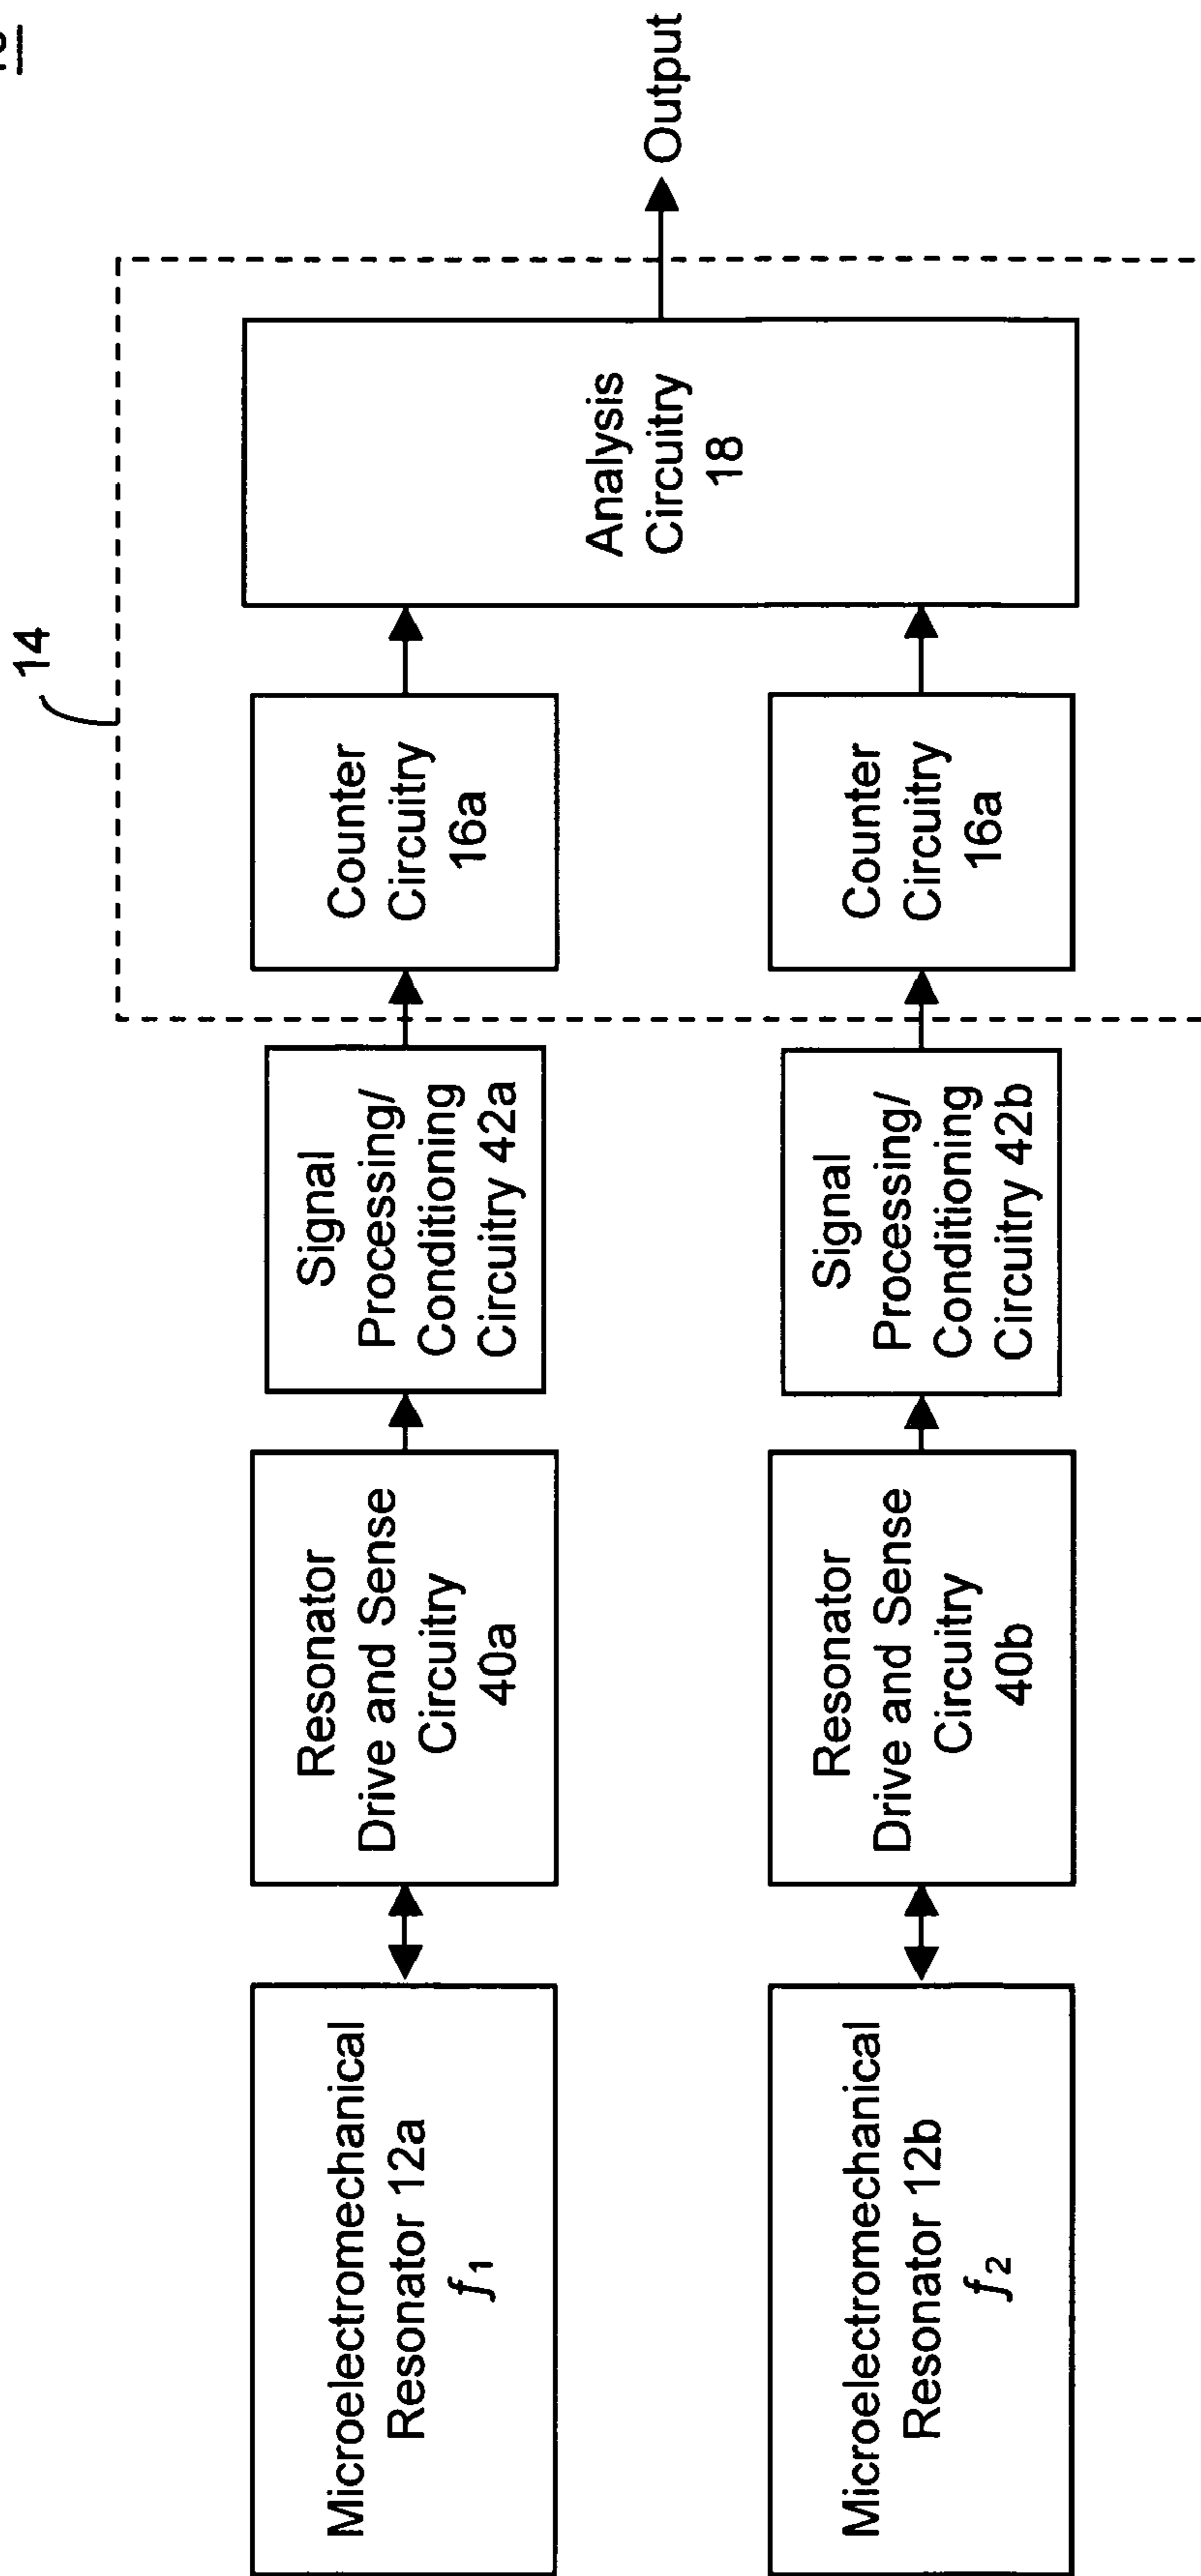 14
Microelectromechanical
Resonator 12a
f1
Resonator
Drive and Sense
Circuitry
40a
Signal
Processing/
Conditioning
Circuitry 42a
Counter
Circuitry
16a
Analysis
Circuitry
18
Output
Microelectromechanical
Resonator 12b
f2
Resonator
Drive and Sense
Circuitry
40b
Signal
Processing/
Conditioning
Circuitry 42b
Counter
Circuitry
16a